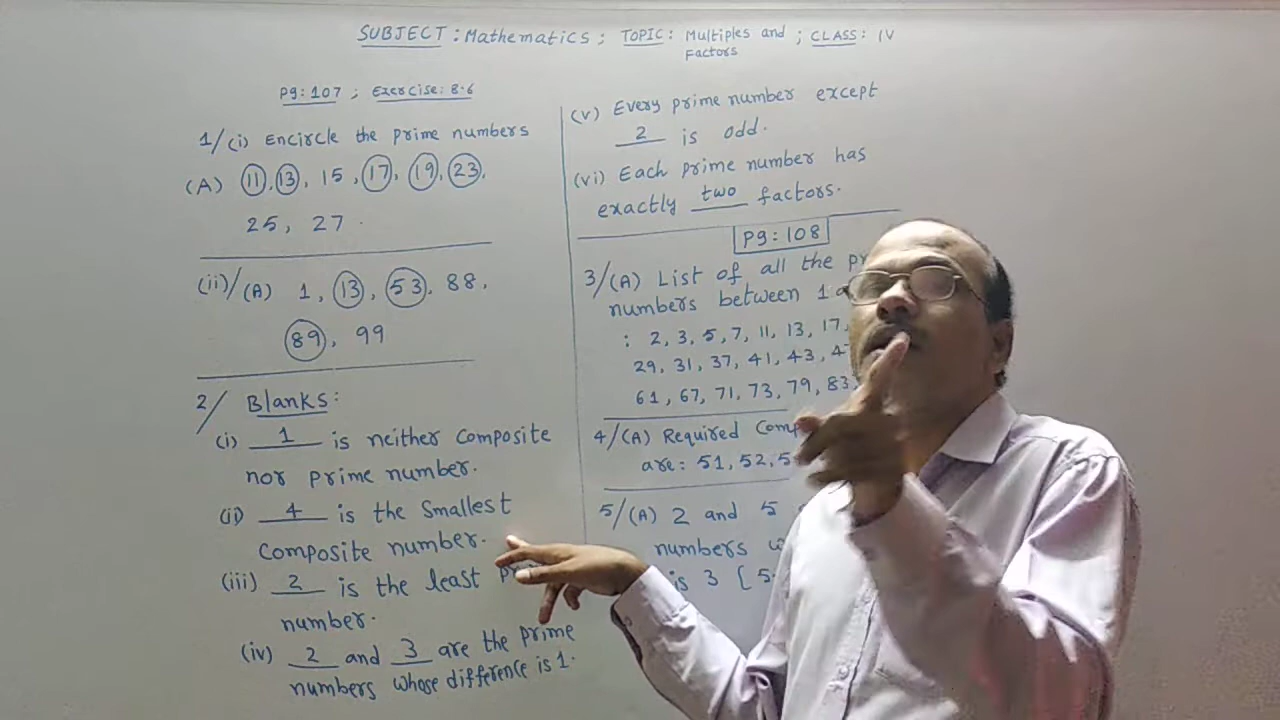 SUBJECT : Mathematics ; TOPIC : Multiples and Factors ; CLASS : IV
Pg: 107 ; Exercise: 8.6
1/(i) Encircle the prime numbers
(A) 11, 13, 15, 17, 19, 23,
25, 27.
(ii)/(A) 1, 13, 53, 88,
89, 99
2/ Blanks:
(i) 1 is neither composite
nor prime number.
(ii) 4 is the smallest
composite number.
(iii) 2 is the least
number.
(iv) 2 and 3 are the prime
numbers whose difference is 1.
(v) Every prime number except
2 is odd.
(vi) Each prime number has
exactly two factors.
Pg: 108
3/(A) List of all the
numbers between 1
: 2, 3, 5, 7, 11, 13, 17,
29, 31, 37, 41, 43,
61, 67, 71, 73, 79, 83,
4/(A) Required
are: 51, 52,
5/(A) 2 and 5
numbers
is 3 [5-